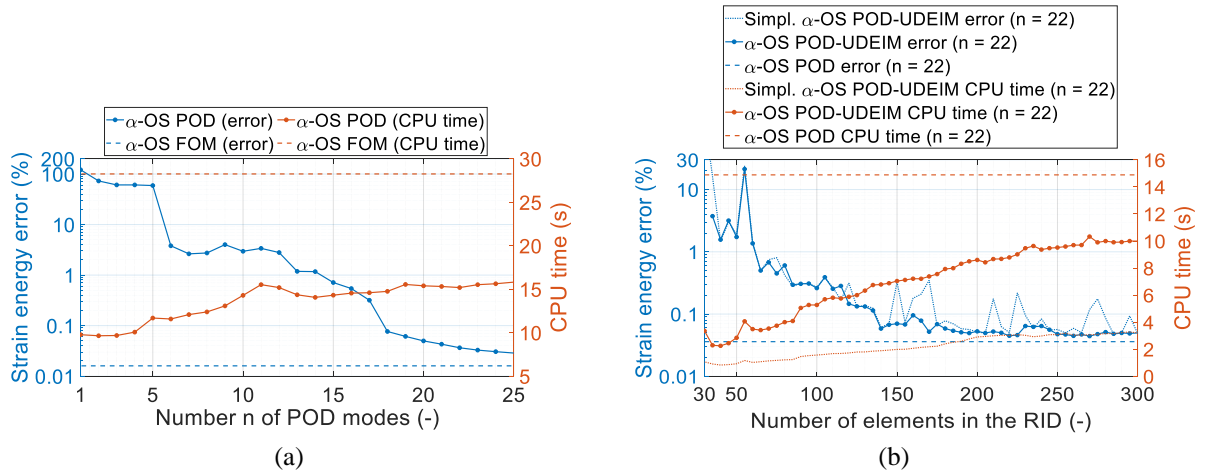 α-OS POD (error) α-OS POD (CPU time)
α-OS FOM (error) α-OS FOM (CPU time)
200
100
10
1
0.1
0.01
Strain energy error (%)
30
25
20
15
10
5
CPU time (s)
1 5 10 15 20 25
Number n of POD modes (-)
(a)
Simpl. α-OS POD-UDEIM error (n = 22)
α-OS POD-UDEIM error (n = 22)
α-OS POD error (n = 22)
Simpl. α-OS POD-UDEIM CPU time (n = 22)
α-OS POD-UDEIM CPU time (n = 22)
α-OS POD CPU time (n = 22)
30
10
1
0.1
0.01
Strain energy error (%)
16
14
12
10
8
6
4
2
0
CPU time (s)
30 50 100 150 200 250 300
Number of elements in the RID (-)
(b)